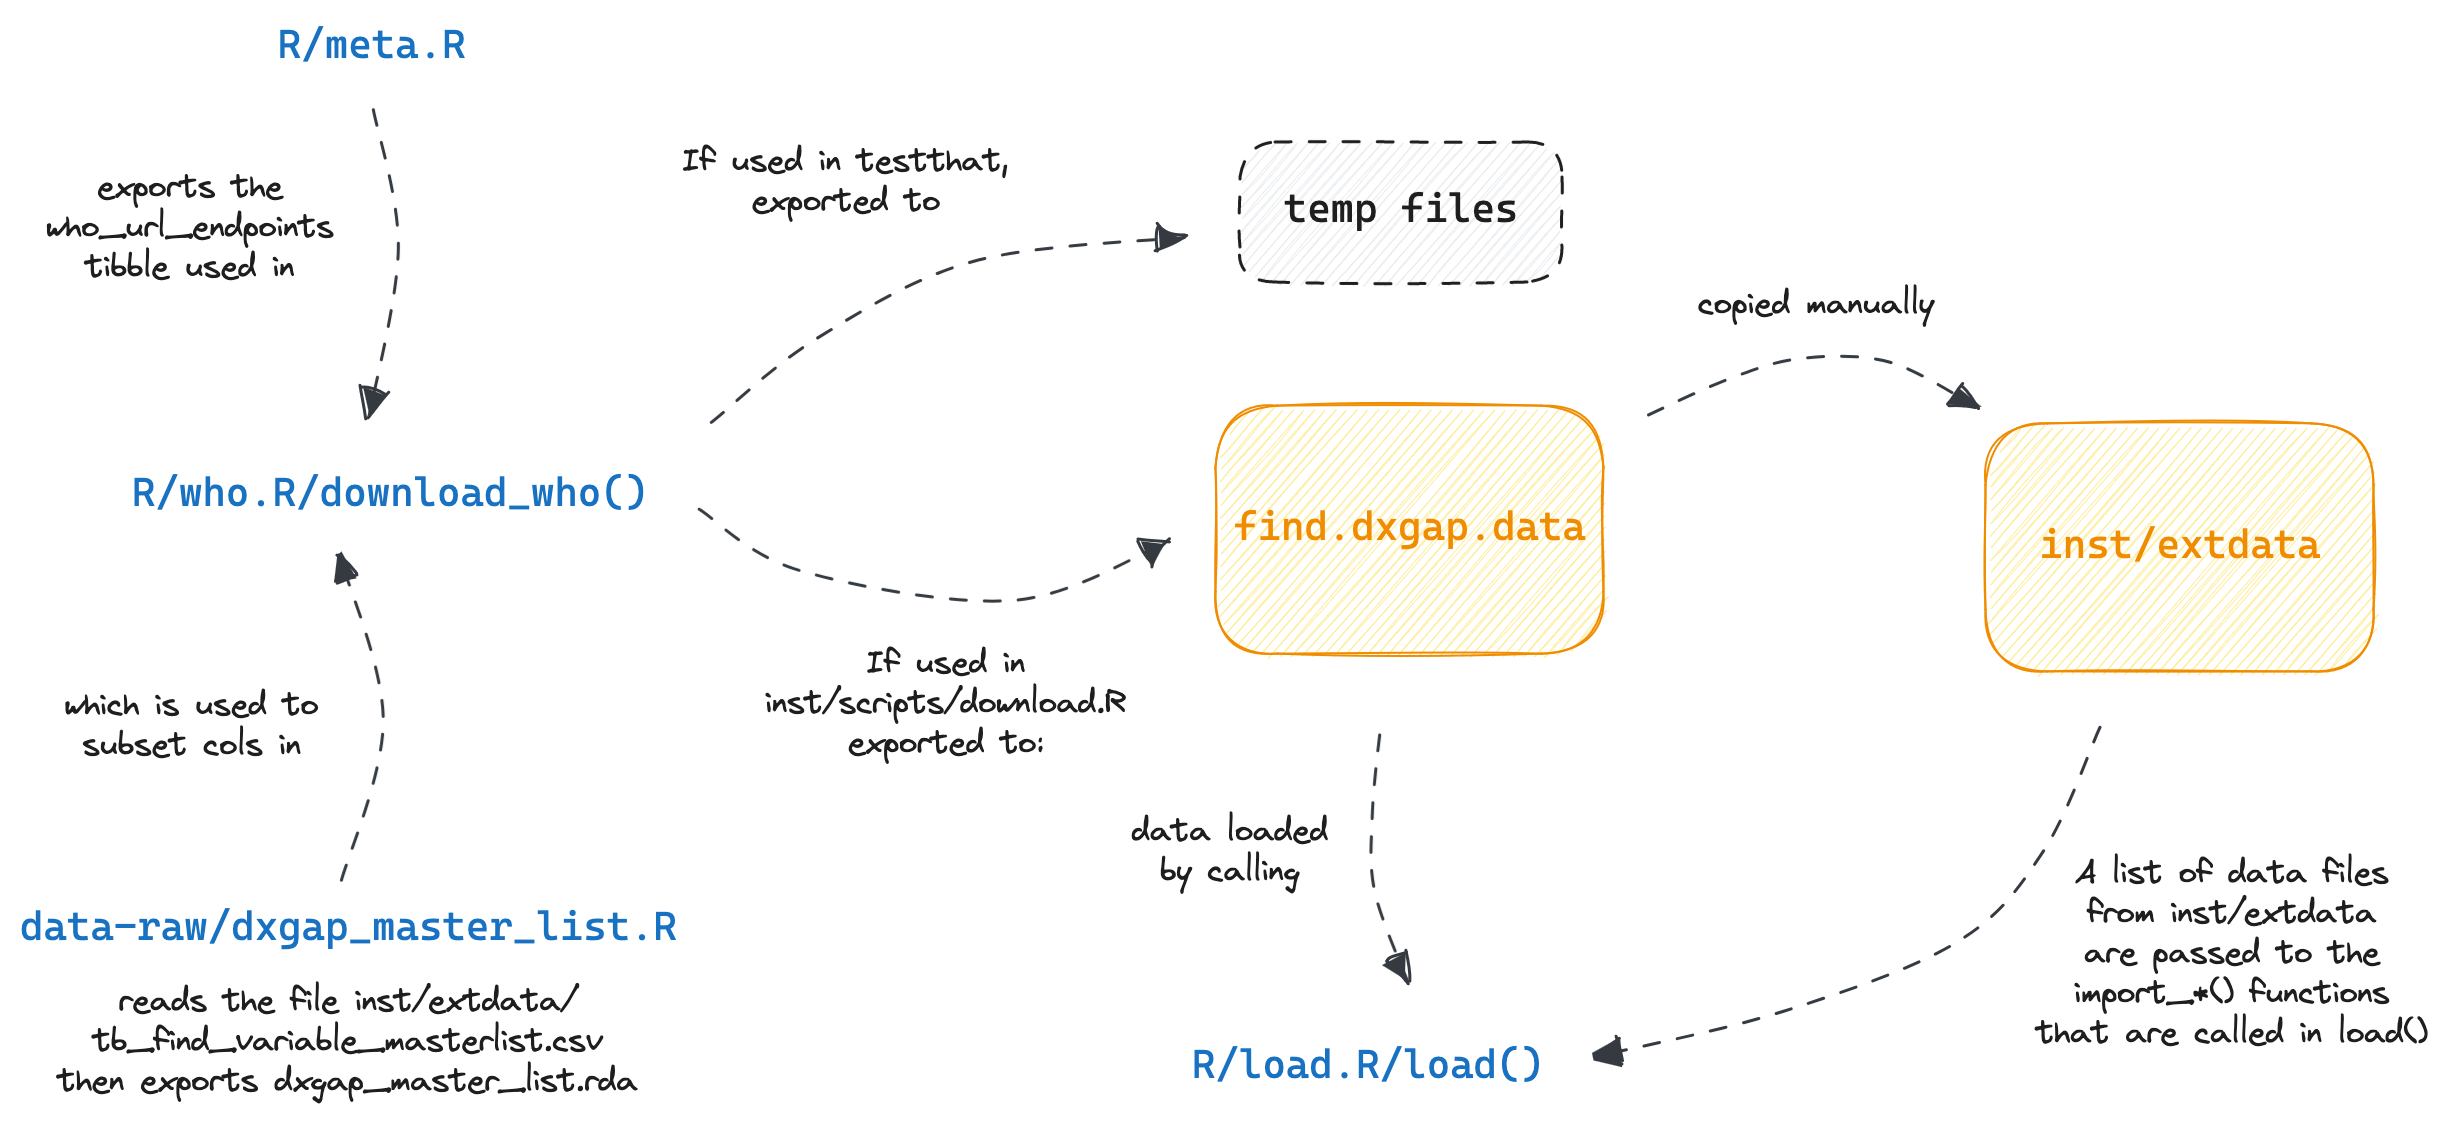 R/meta.R
exports the
who_url_endpoints
tibble used in
If used in testthat,
exported to
temp files
copied manually
R/who.R/download_who()
find.dxgap.data
inst/extdata
If used in
inst/scripts/download.R
exported to:
which is used to
subset cols in
data loaded
by calling
data-raw/dxgap_master_list.R
reads the file inst/extdata/
tb_find_variable_masterlist.csv
then exports dxgap_master_list.rda
A list of data files
from inst/extdata
are passed to the
import_*() functions
that are called in load()
R/load.R/load()